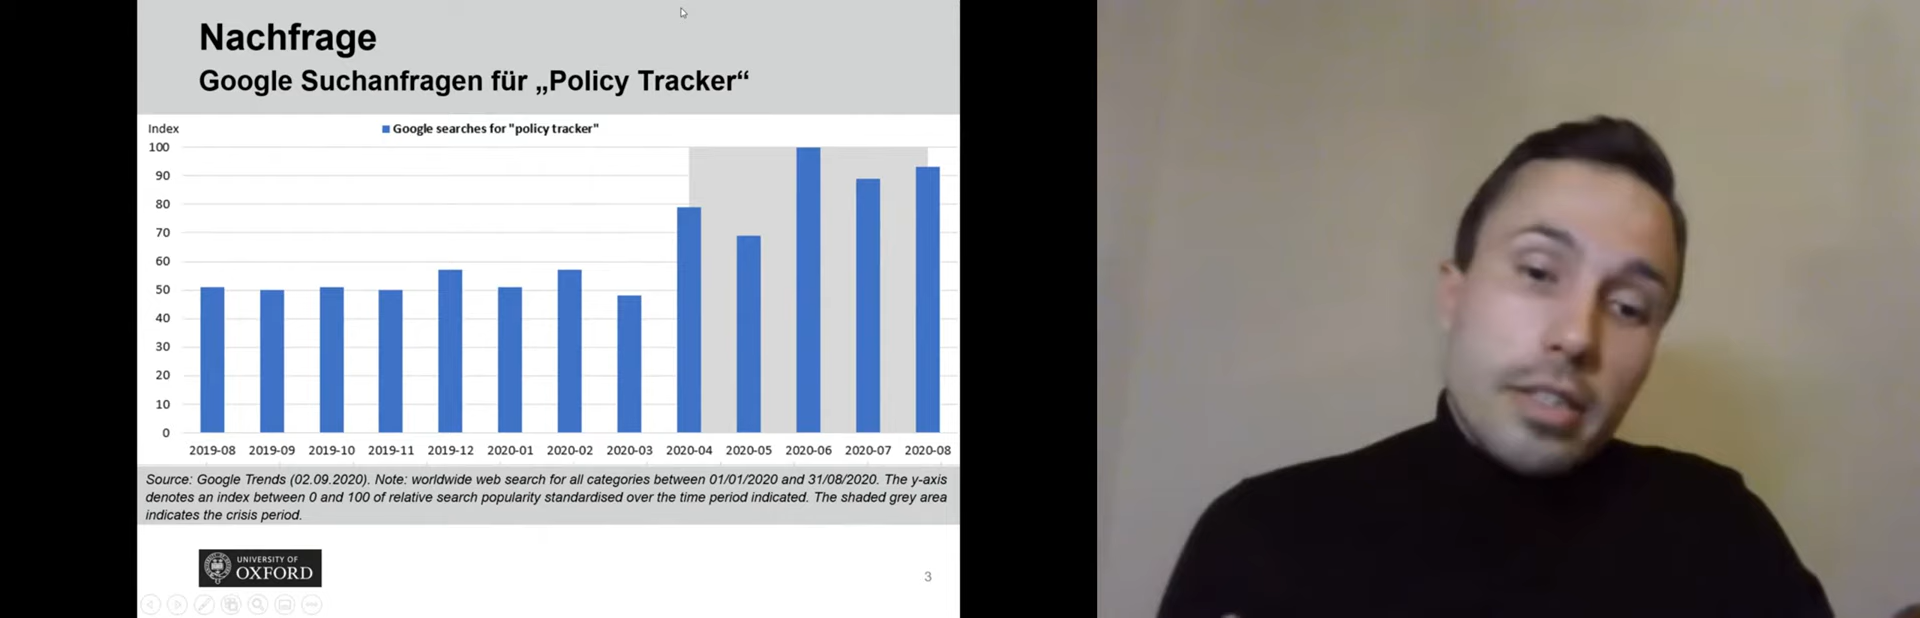 Nachfrage
Google Suchanfragen für „Policy Tracker“
Index
Google searches for "policy tracker"
100
90
80
70
60
50
40
30
20
10
0
2019-08 2019-09 2019-10 2019-11 2019-12 2020-01 2020-02 2020-03 2020-04 2020-05 2020-06 2020-07 2020-08
Source: Google Trends (02.09.2020). Note: worldwide web search for all categories between 01/01/2020 and 31/08/2020. The y-axis
denotes an index between 0 and 100 of relative search popularity standardised over the time period indicated. The shaded grey area
indicates the crisis period.
UNIVERSITY OF
OXFORD
3